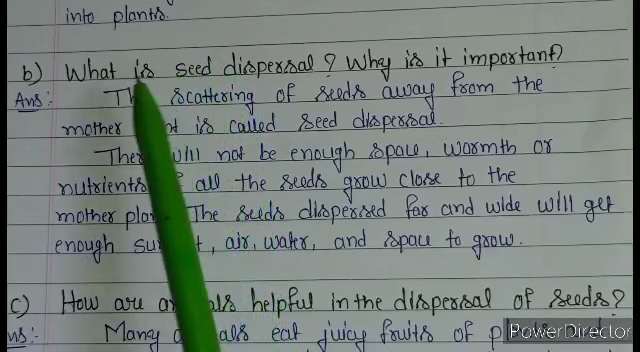 into plants.
b) What is seed dispersal? Why is it important?
Ans: scattering of seeds away from the
mother is called seed dispersal.
will not be enough space, warmth or
nutrients all the seeds grow close to the
mother The seeds dispersed far and wide will get
enough air, water, and space to grow.
c) How are helpful in the dispersal of seeds?
Many eat juicy fruits of
PowerDirector